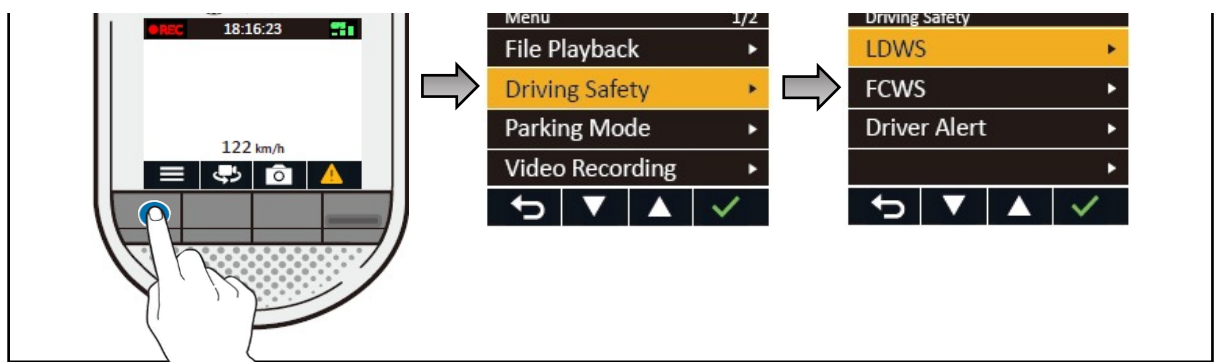 REC 18:16:23
122 km/h
Menu 1/2
File Playback
Driving Safety
Parking Mode
Video Recording
Driving Safety
LDWS
FCWS
Driver Alert